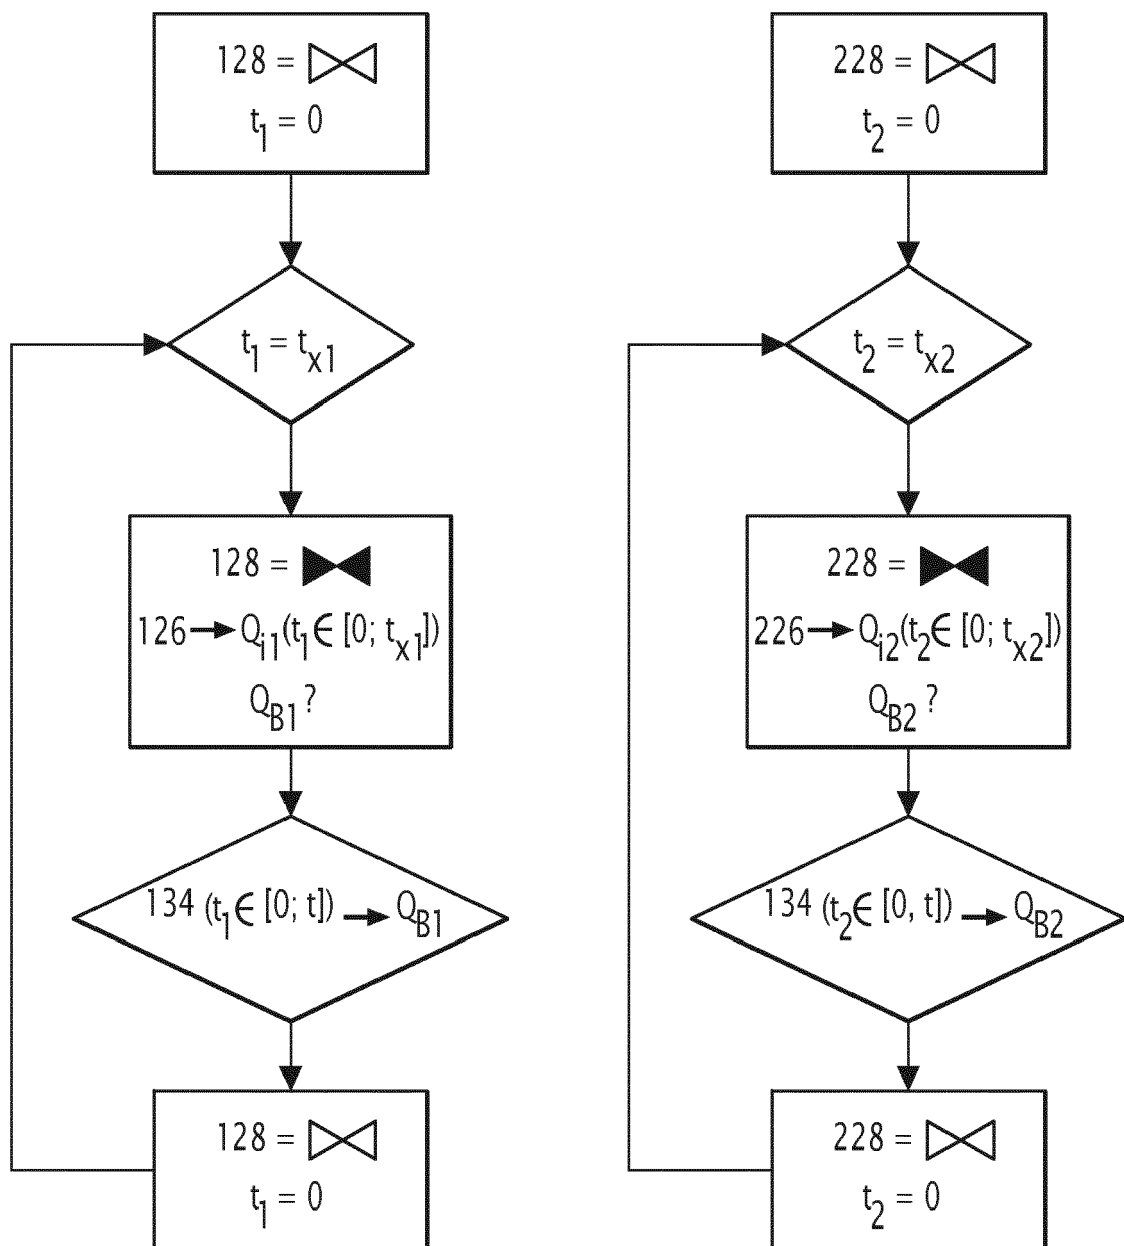 128 =
t1 = 0
t1 = tx1
128 =
126 → Qi1(t1 ∈ [0; tx1])
QB1 ?
134 (t1 ∈ [0; t]) → QB1
128 =
t1 = 0
228 =
t2 = 0
t2 = tx2
228 =
226 → Qi2(t2 ∈ [0; tx2])
QB2 ?
134 (t2 ∈ [0, t]) → QB2
228 =
t2 = 0